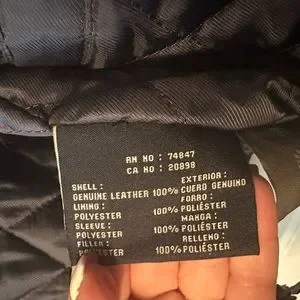 RN NO : 74847
CA NO : 20898
SHELL : EXTERIOR :
GENUINE LEATHER 100% CUERO GENUINO
LINING : FORRO :
POLYESTER 100% POLIÉSTER
SLEEVE : MANGA :
POLYESTER 100% POLIÉSTER
FILLER : RELLENO :
POLYESTER 100% POLIÉSTER